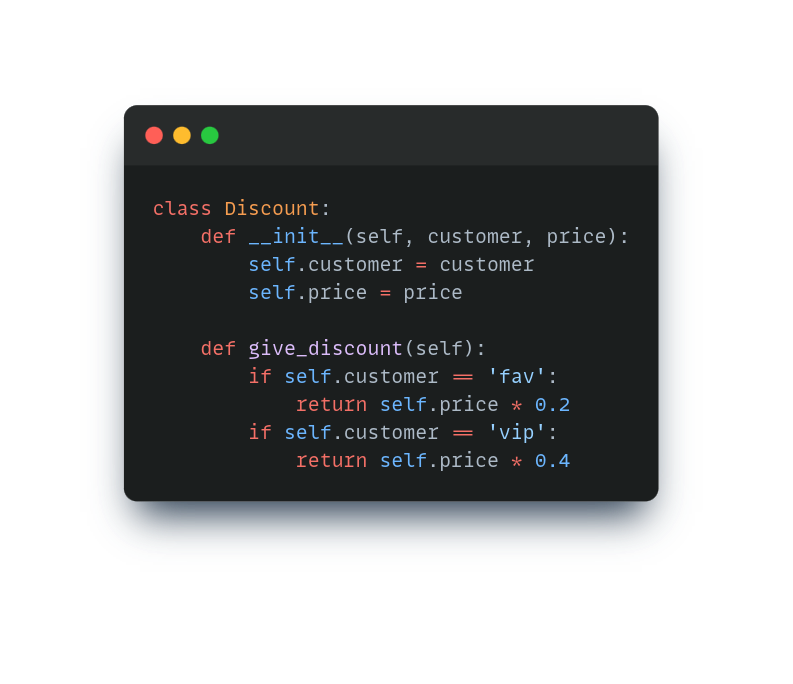 class Discount:
    def __init__(self, customer, price):
        self.customer = customer
        self.price = price

    def give_discount(self):
        if self.customer == 'fav':
            return self.price * 0.2
        if self.customer == 'vip':
            return self.price * 0.4